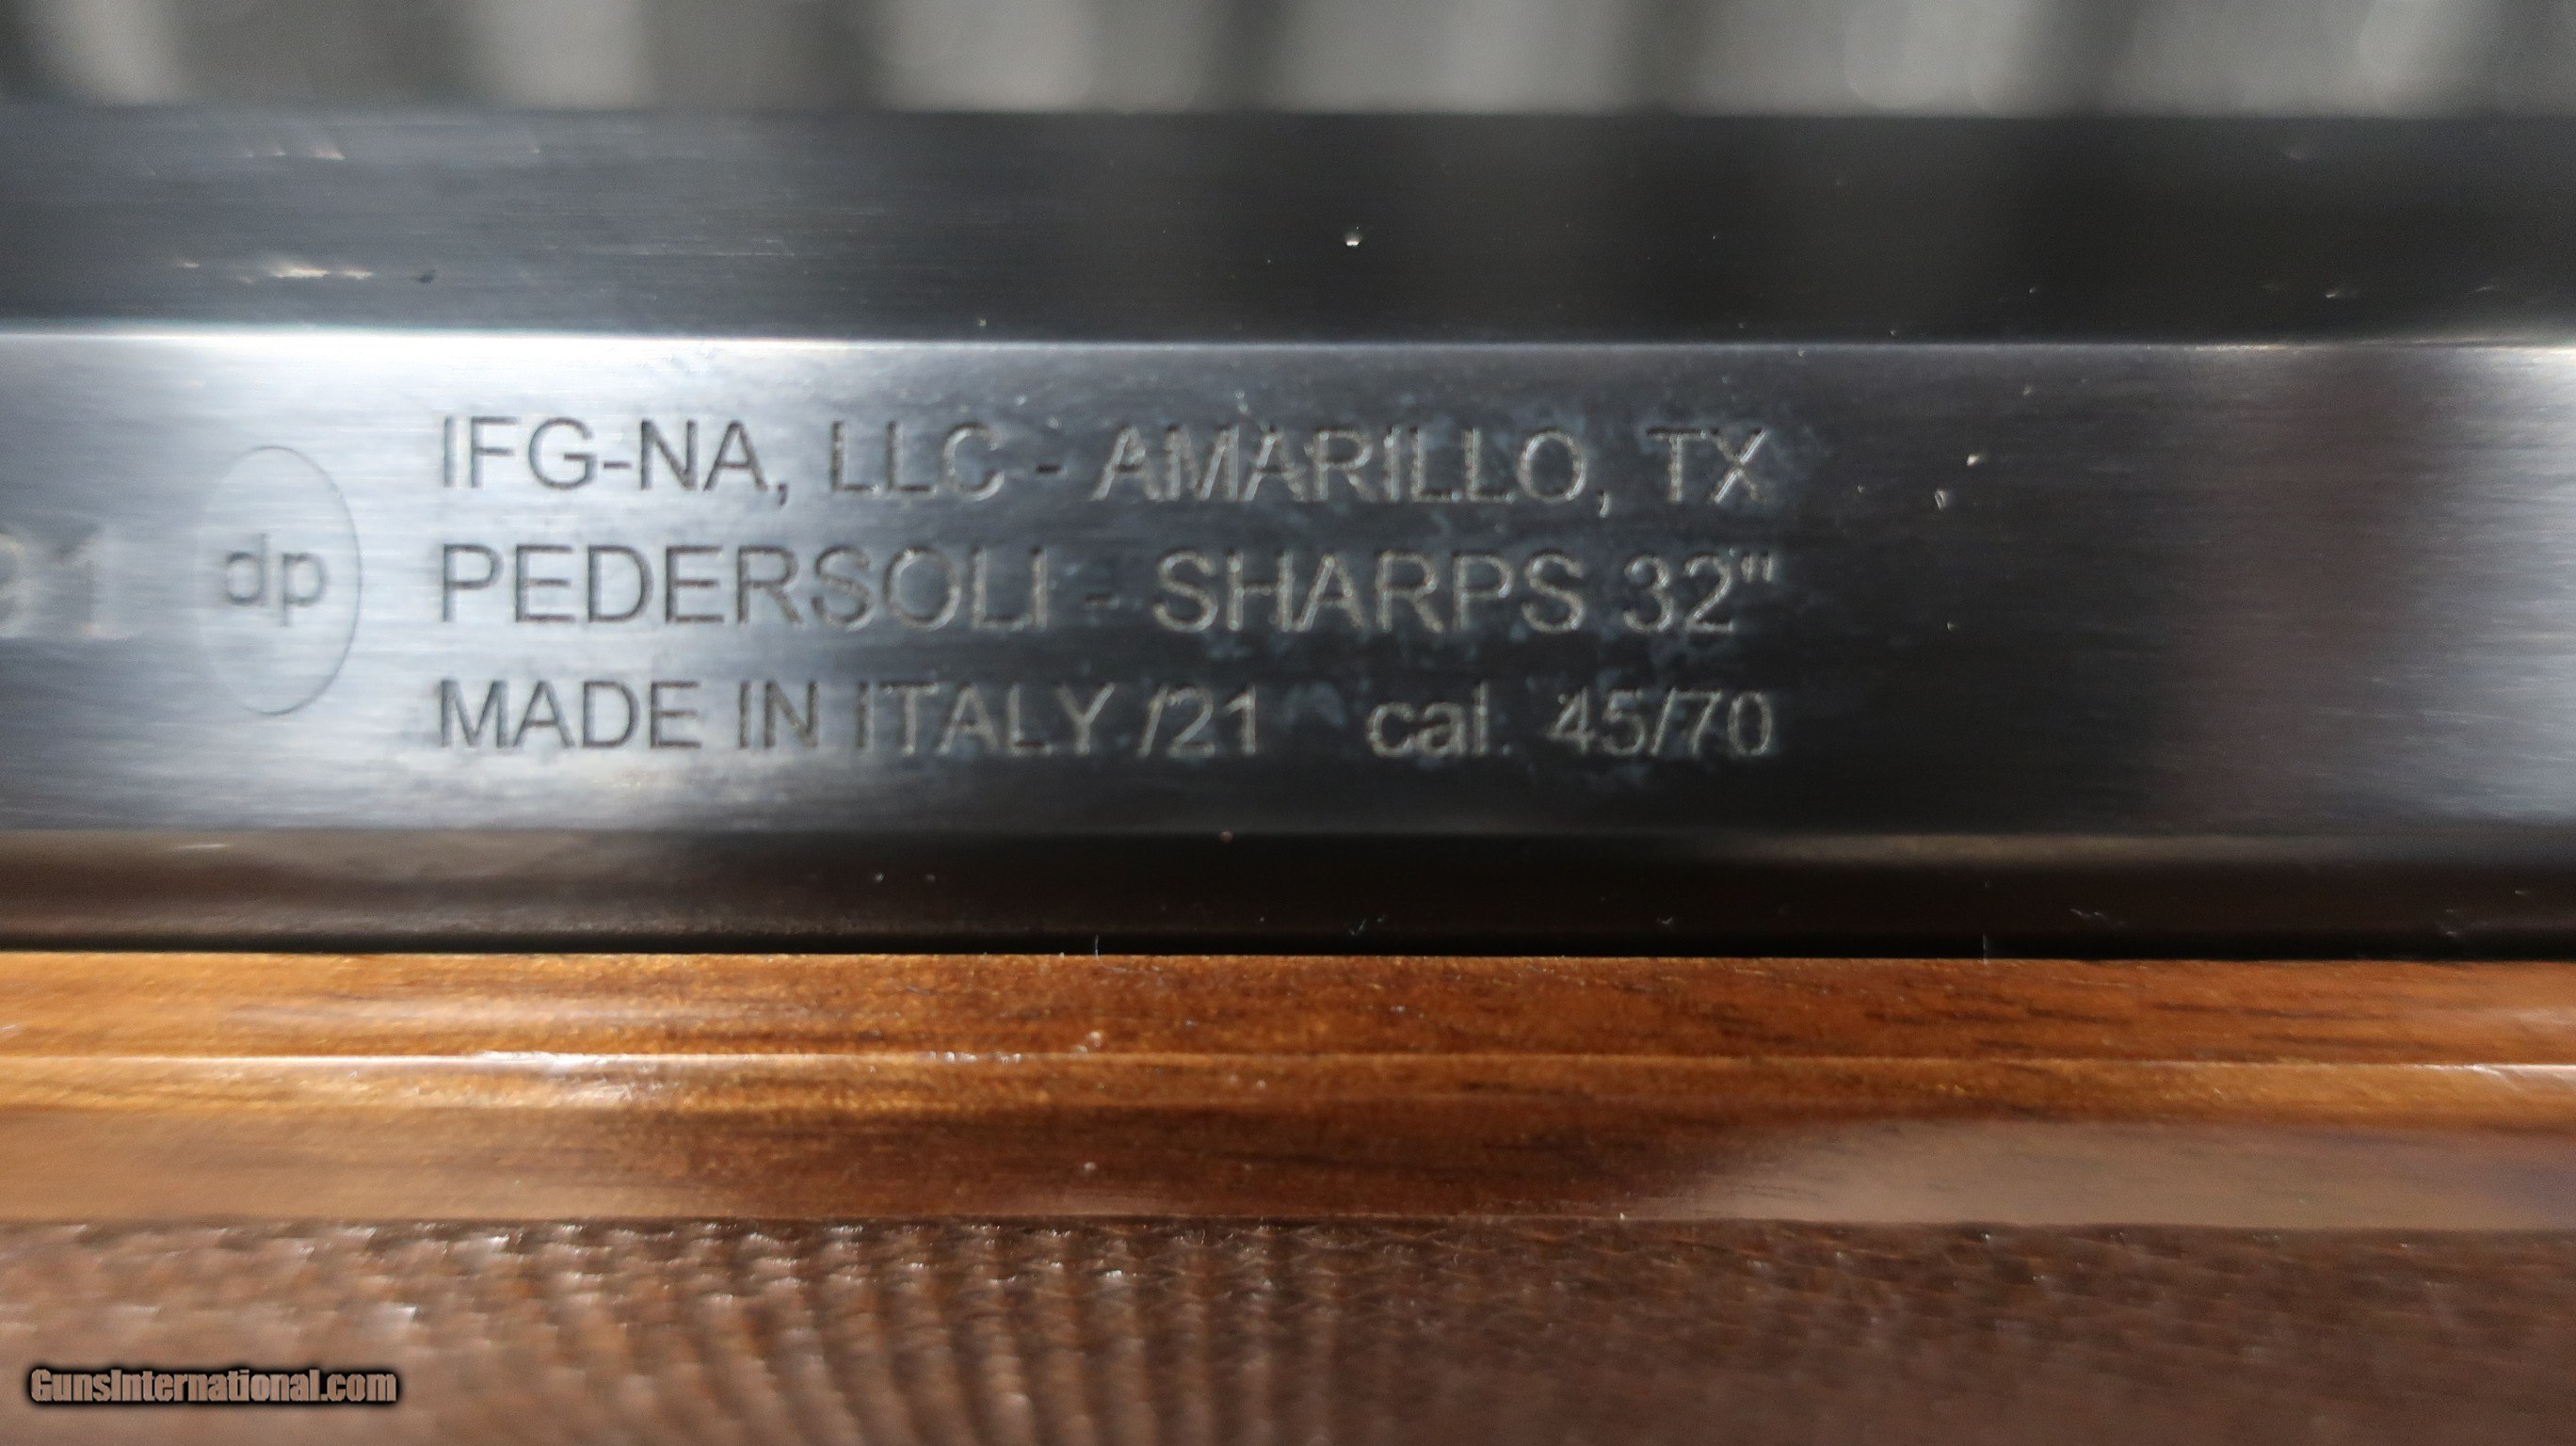 IFG-NA, LLC - AMARILLO, TX
dp
PEDERSOLI - SHARPS 32"
MADE IN ITALY /21 cal. 45/70
GunsInternational.com